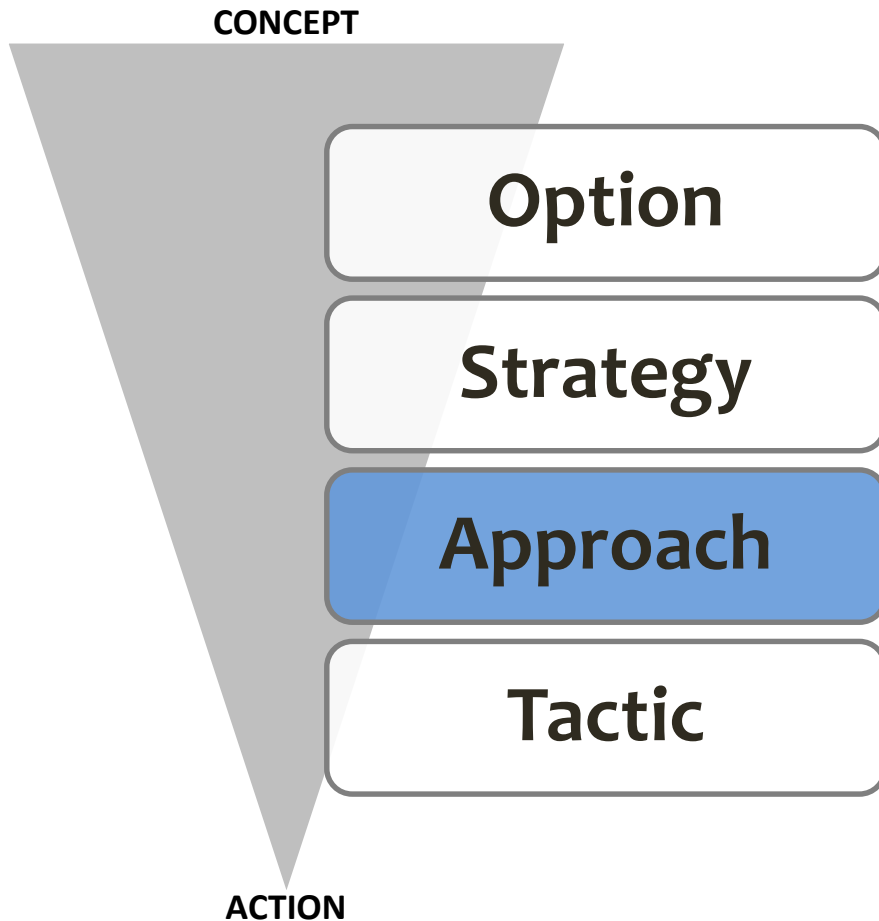 CONCEPT
Option
Strategy
Approach
Tactic
ACTION